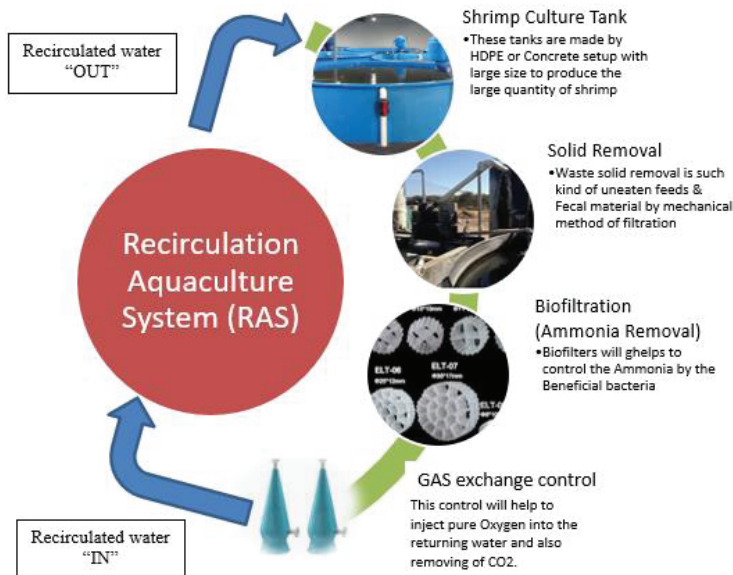 Recirculated water
“OUT”
Shrimp Culture Tank
•These tanks are made by
HDPE or Concrete setup with
large size to produce the
large quantity of shrimp
Solid Removal
•Waste solid removal is such
kind of uneaten feeds &
Fecal material by mechanical
method of filtration
Recirculation
Aquaculture
System (RAS)
Biofiltration
(Ammonia Removal)
•Biofilters will ghelps to
control the Ammonia by the
Beneficial bacteria
ELT-06
ELT-07
GAS exchange control
This control will help to
inject pure Oxygen into the
returning water and also
removing of CO2.
Recirculated water
“IN”